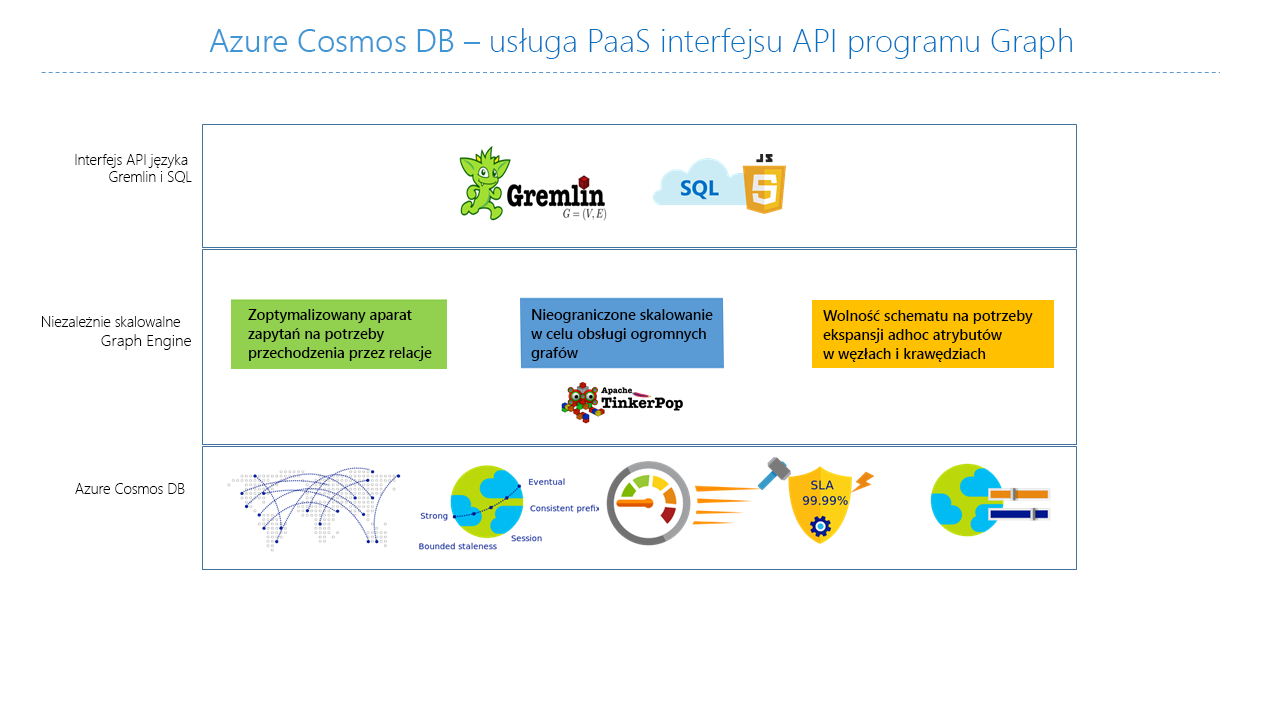 Azure Cosmos DB – usługa PaaS interfejsu API programu Graph
Interfejs API języka
Gremlin i SQL
Gremlin
G = (V, E)
SQL
JS
5
Niezależnie skalowalne
Graph Engine
Zoptymalizowany aparat
zapytań na potrzeby
przechodzenia przez relacje
Nieograniczone skalowanie
w celu obsługi ogromnych
grafów
Wolność schematu na potrzeby
ekspansji adhoc atrybutów
w węzłach i krawędziach
Apache
TinkerPop
Azure Cosmos DB
Eventual
Consistent prefix
Strong
Session
Bounded staleness
SLA
99.99%